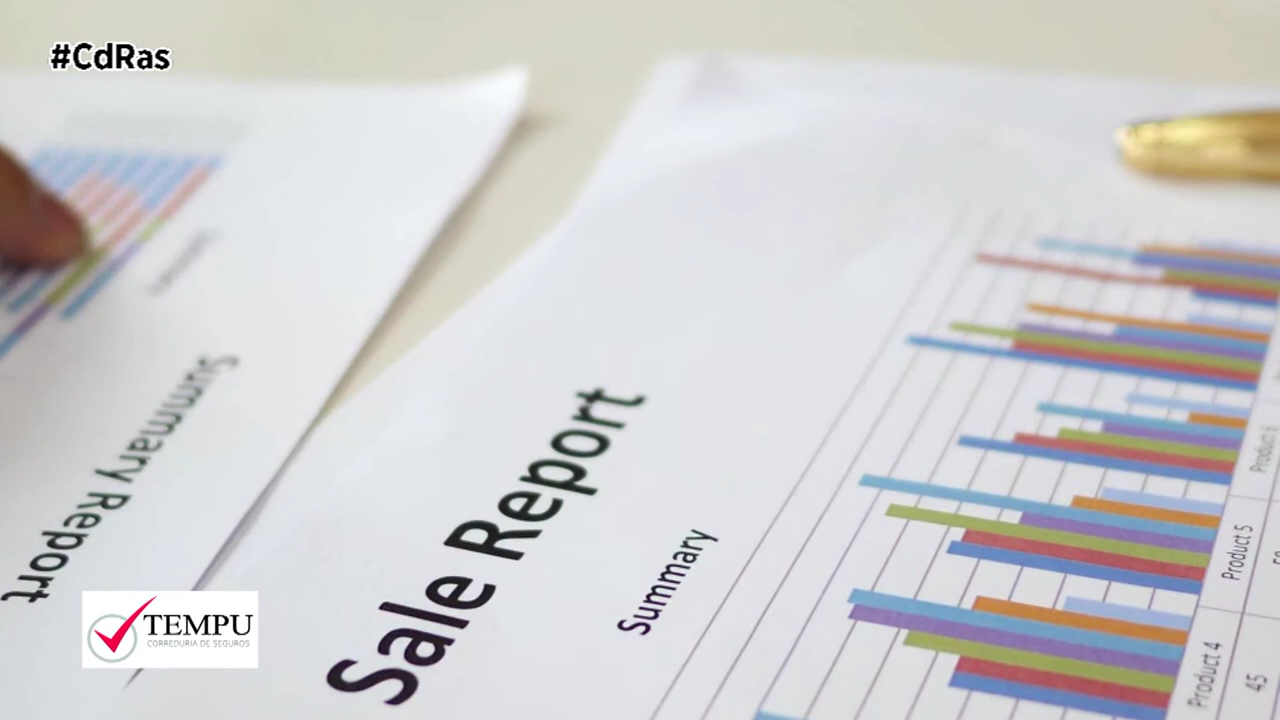 #CdRas
Summary Report
Sale Report
Summary
Product 6
Product 5
Product 4
45
TEMPU
CORREDURIA DE SEGUROS